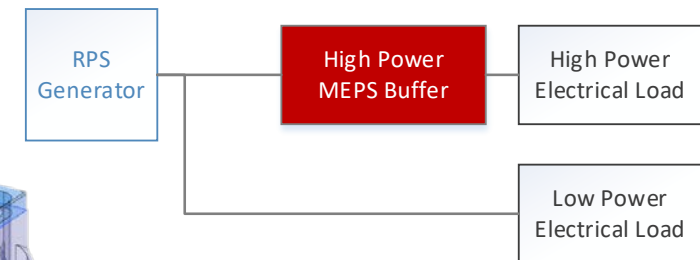 RPS
Generator
High Power
MEPS Buffer
High Power
Electrical Load
Low Power
Electrical Load